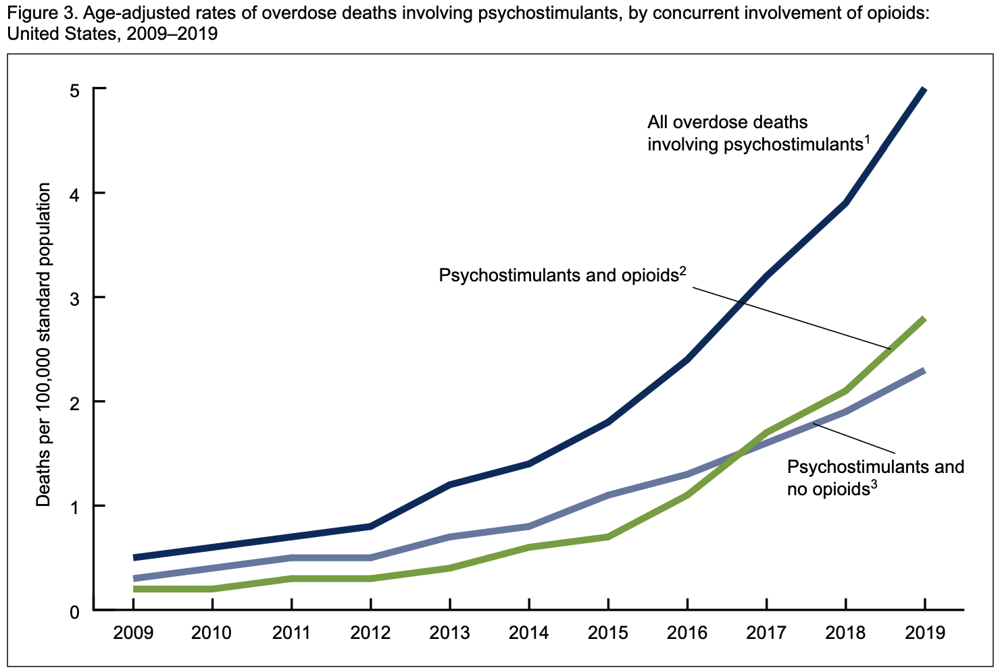 Figure 3. Age-adjusted rates of overdose deaths involving psychostimulants, by concurrent involvement of opioids:
United States, 2009–2019
5
4
3
2
1
0
Deaths per 100,000 standard population
All overdose deaths
involving psychostimulants¹
Psychostimulants and opioids²
Psychostimulants and
no opioids³
2009 2010 2011 2012 2013 2014 2015 2016 2017 2018 2019